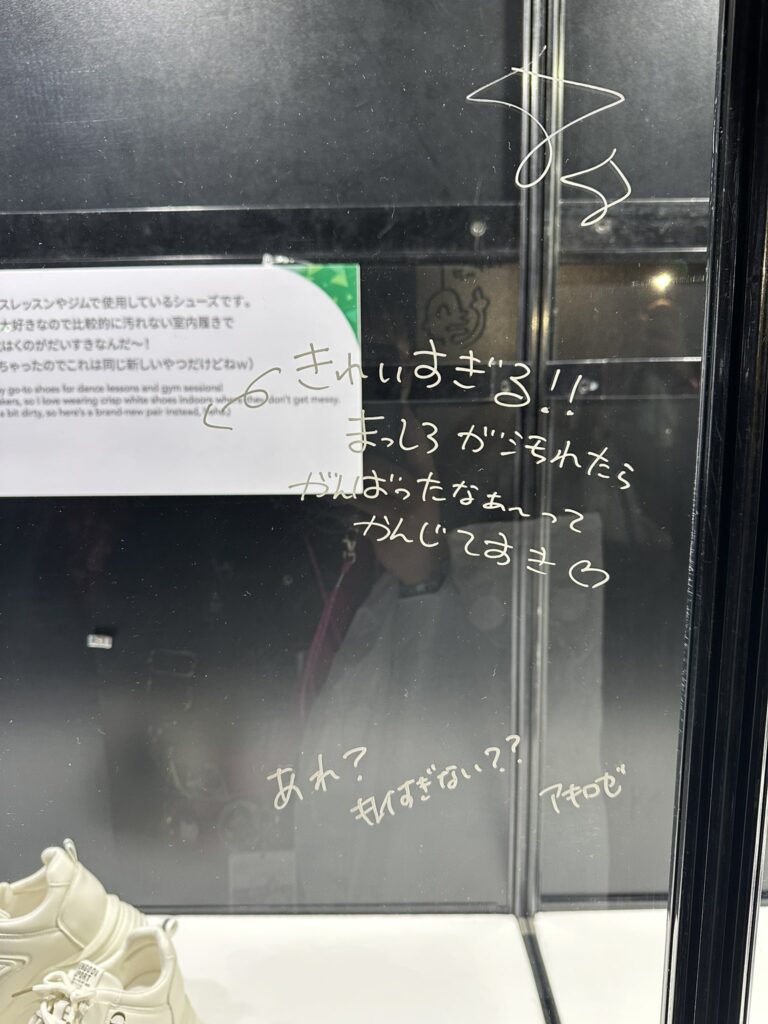 スレッスンやジムで使用しているシューズです。
大好きなので比較的に汚れない室内履きで
はくのがだいすきなんだ～！
ちゃったのでこれは同じ新しいやつだけどねｗ）
y go-to shoes for dance lessons and gym sessions!
kers, so I love wearing crisp white shoes indoors where they don't get messy.
a bit dirty, so here's a brand-new pair instead,
きれいすぎる!!
まっしろが汚れたら
がんばったなぁ〜って
かんじてすき♡
あれ?
キレイすぎない??
アキロゼ